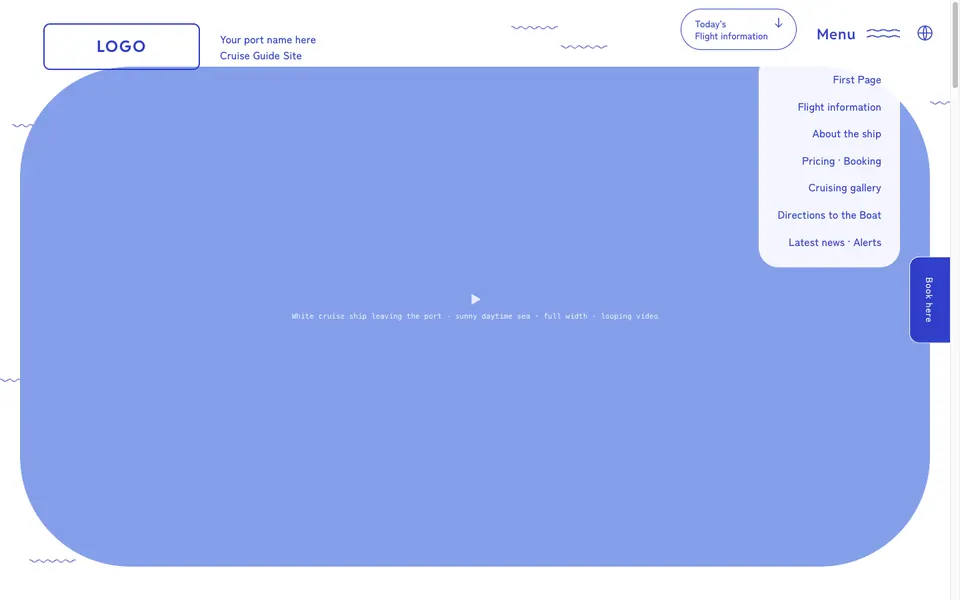 LOGO
Your port name here
Cruise Guide Site
Today's
Flight information
Menu
First Page
Flight information
About the ship
Pricing · Booking
Cruising gallery
Directions to the Boat
Latest news · Alerts
Book here
White cruise ship leaving the port · sunny daytime sea · full width · looping video